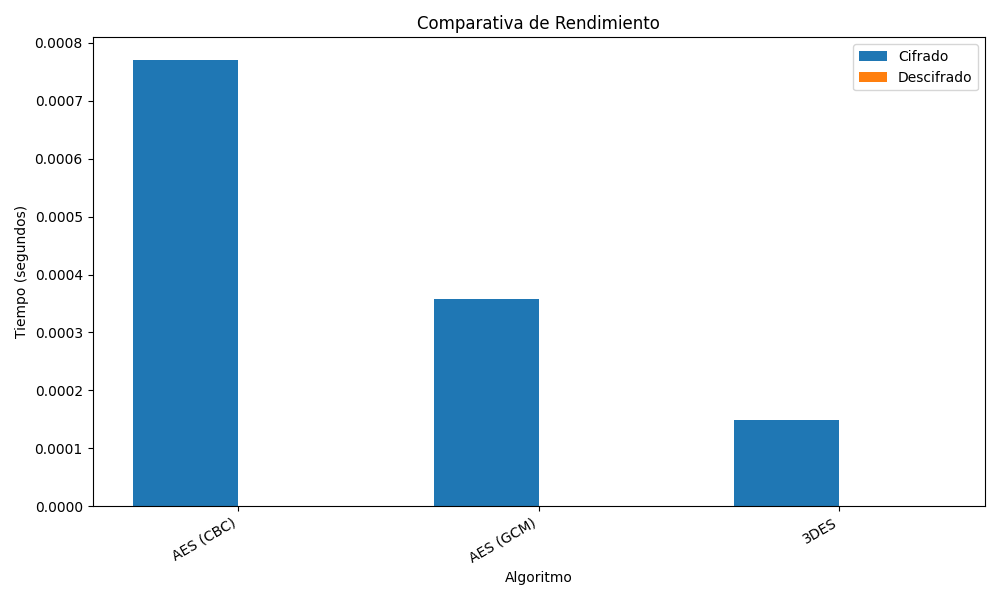 Comparativa de Rendimiento
Cifrado
Descifrado
Tiempo (segundos)
0.0008
0.0007
0.0006
0.0005
0.0004
0.0003
0.0002
0.0001
0.0000
AES (CBC)
AES (GCM)
3DES
Algoritmo